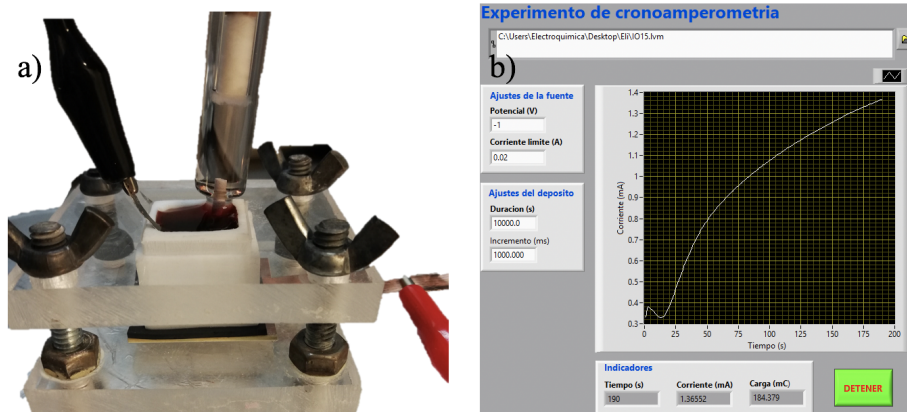 a)
Experimento de cronoamperometria
C:\Users\Electroquimica\Desktop\Eli\IO15.lvm
b)
Ajustes de la fuente
Potencial (V)
-1
Corriente limite (A)
0.02
Ajustes del deposito
Duracion (s)
10000.0
Incremento (ms)
1000.000
Corriente (mA)
1.4
1.3
1.2
1.1
1
0.9
0.8
0.7
0.6
0.5
0.4
0.3
0 25 50 75 100 125 150 175 200
Tiempo (s)
Indicadores
Tiempo (s) Corriente (mA) Carga (mC)
190 1.36552 184.379
DETENER